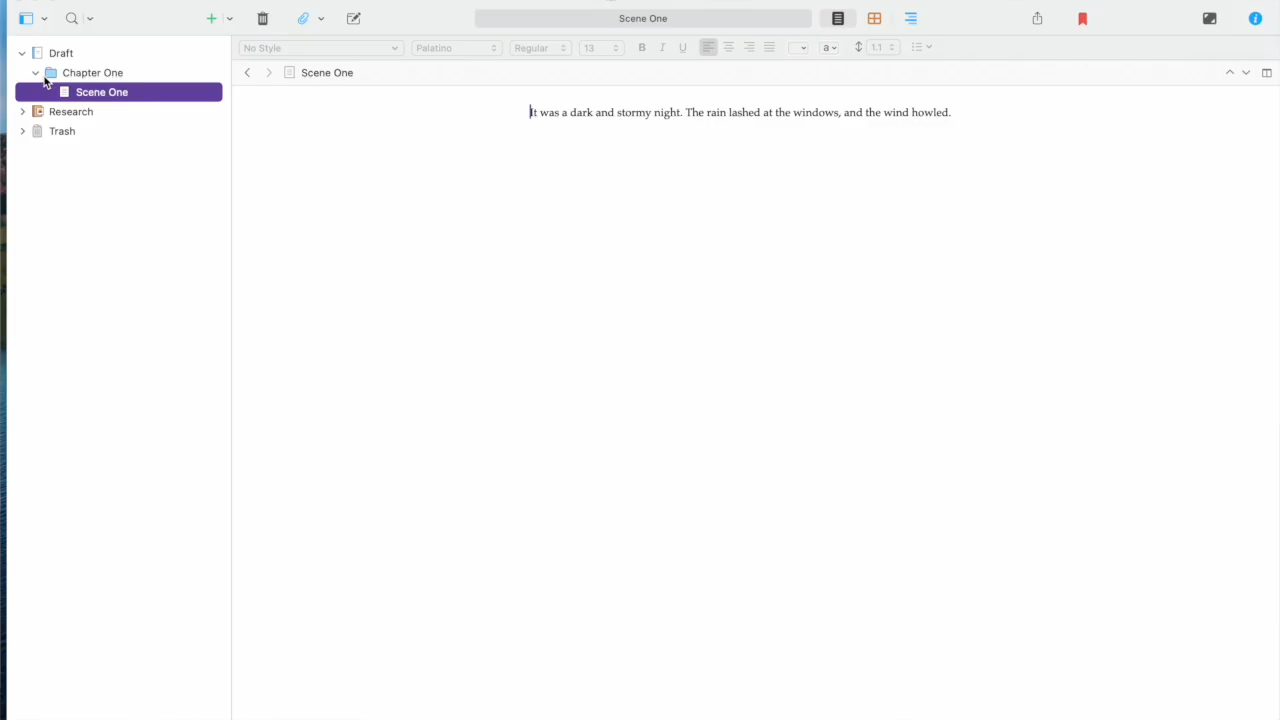 Scene One
Draft
No Style
Palatino
Regular
13
B
I
U
a
1.1
Chapter One
Scene One
Scene One
Research
It was a dark and stormy night. The rain lashed at the windows, and the wind howled.
Trash